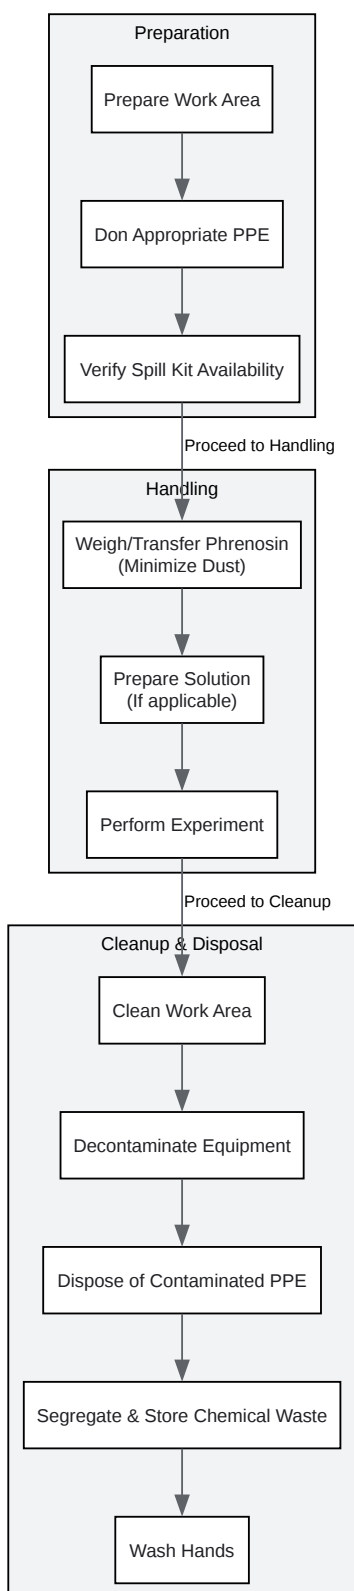 Preparation
Prepare Work Area
Don Appropriate PPE
Verify Spill Kit Availability
Proceed to Handling
Handling
Weigh/Transfer Phrenosin
(Minimize Dust)
Prepare Solution
(If applicable)
Perform Experiment
Proceed to Cleanup
Cleanup & Disposal
Clean Work Area
Decontaminate Equipment
Dispose of Contaminated PPE
Segregate & Store Chemical Waste
Wash Hands